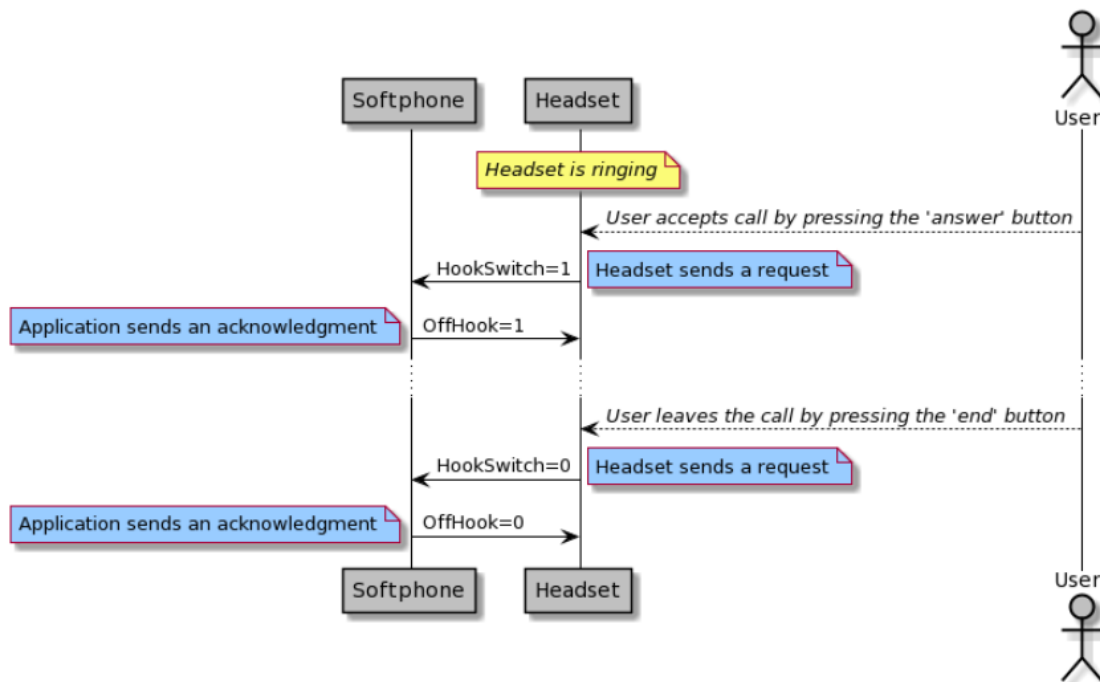 User
Softphone
Headset
Headset is ringing
User accepts call by pressing the 'answer' button
HookSwitch=1
Headset sends a request
Application sends an acknowledgment
OffHook=1
User leaves the call by pressing the 'end' button
HookSwitch=0
Headset sends a request
Application sends an acknowledgment
OffHook=0
Softphone
Headset
User